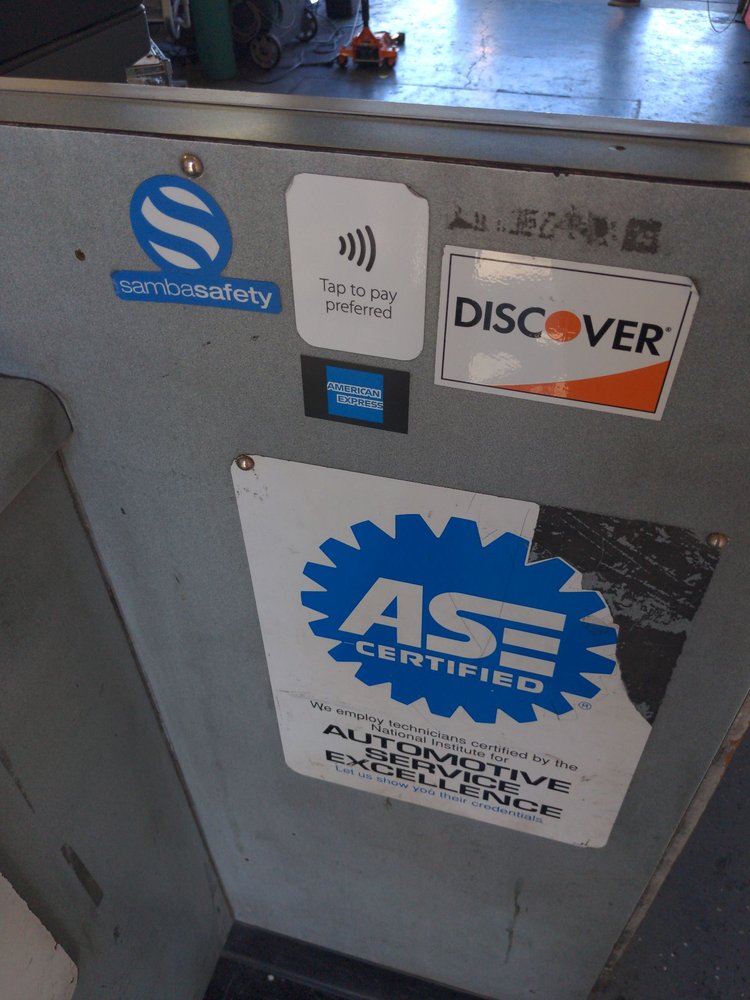 sambasafety
Tap to pay
preferred
DISCOVER®
AMERICAN
EXPRESS
ASE
CERTIFIED
®
We employ technicians certified by the
National Institute for
AUTOMOTIVE
SERVICE
EXCELLENCE
Let us show you their credentials